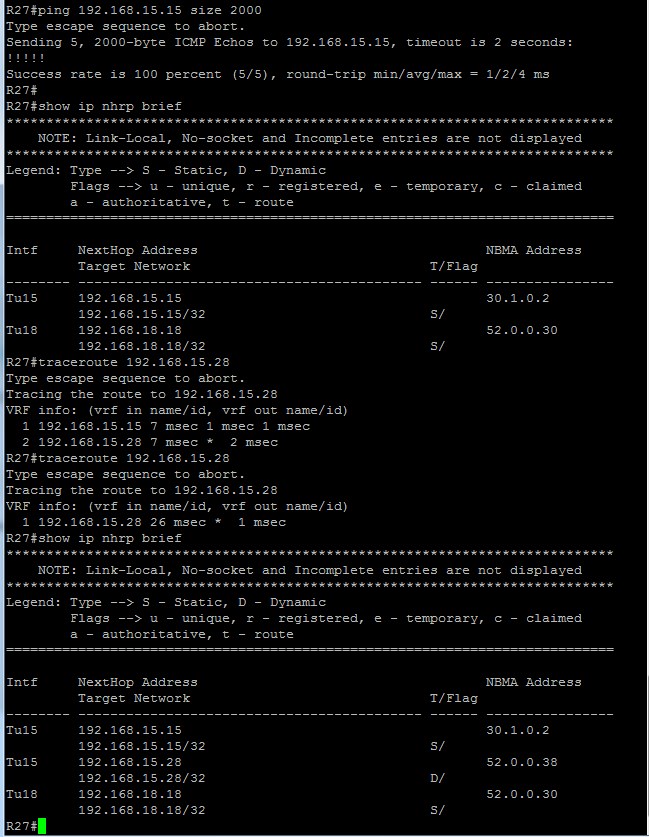 R27#ping 192.168.15.15 size 2000
Type escape sequence to abort.
Sending 5, 2000-byte ICMP Echos to 192.168.15.15, timeout is 2 seconds:
!!!!!
Success rate is 100 percent (5/5), round-trip min/avg/max = 1/2/4 ms
R27#
R27#show ip nhrp brief
****************************************************************************
    NOTE: Link-Local, No-socket and Incomplete entries are not displayed
****************************************************************************
Legend: Type --> S - Static, D - Dynamic
        Flags --> u - unique, r - registered, e - temporary, c - claimed
        a - authoritative, t - route
============================================================================

Intf     NextHop Address                                    NBMA Address
         Target Network                              T/Flag
-------- ------------------------------------------- ------ ----------------
Tu15     192.168.15.15                                      30.1.0.2
         192.168.15.15/32                            S/
Tu18     192.168.18.18                                      52.0.0.30
         192.168.18.18/32                            S/
R27#traceroute 192.168.15.28
Type escape sequence to abort.
Tracing the route to 192.168.15.28
VRF info: (vrf in name/id, vrf out name/id)
  1 192.168.15.15 7 msec 1 msec 1 msec
  2 192.168.15.28 7 msec *  2 msec
R27#traceroute 192.168.15.28
Type escape sequence to abort.
Tracing the route to 192.168.15.28
VRF info: (vrf in name/id, vrf out name/id)
  1 192.168.15.28 26 msec *  1 msec
R27#show ip nhrp brief
****************************************************************************
    NOTE: Link-Local, No-socket and Incomplete entries are not displayed
****************************************************************************
Legend: Type --> S - Static, D - Dynamic
        Flags --> u - unique, r - registered, e - temporary, c - claimed
        a - authoritative, t - route
============================================================================

Intf     NextHop Address                                    NBMA Address
         Target Network                              T/Flag
-------- ------------------------------------------- ------ ----------------
Tu15     192.168.15.15                                      30.1.0.2
         192.168.15.15/32                            S/
Tu15     192.168.15.28                                      52.0.0.38
         192.168.15.28/32                            D/
Tu18     192.168.18.18                                      52.0.0.30
         192.168.18.18/32                            S/
R27#